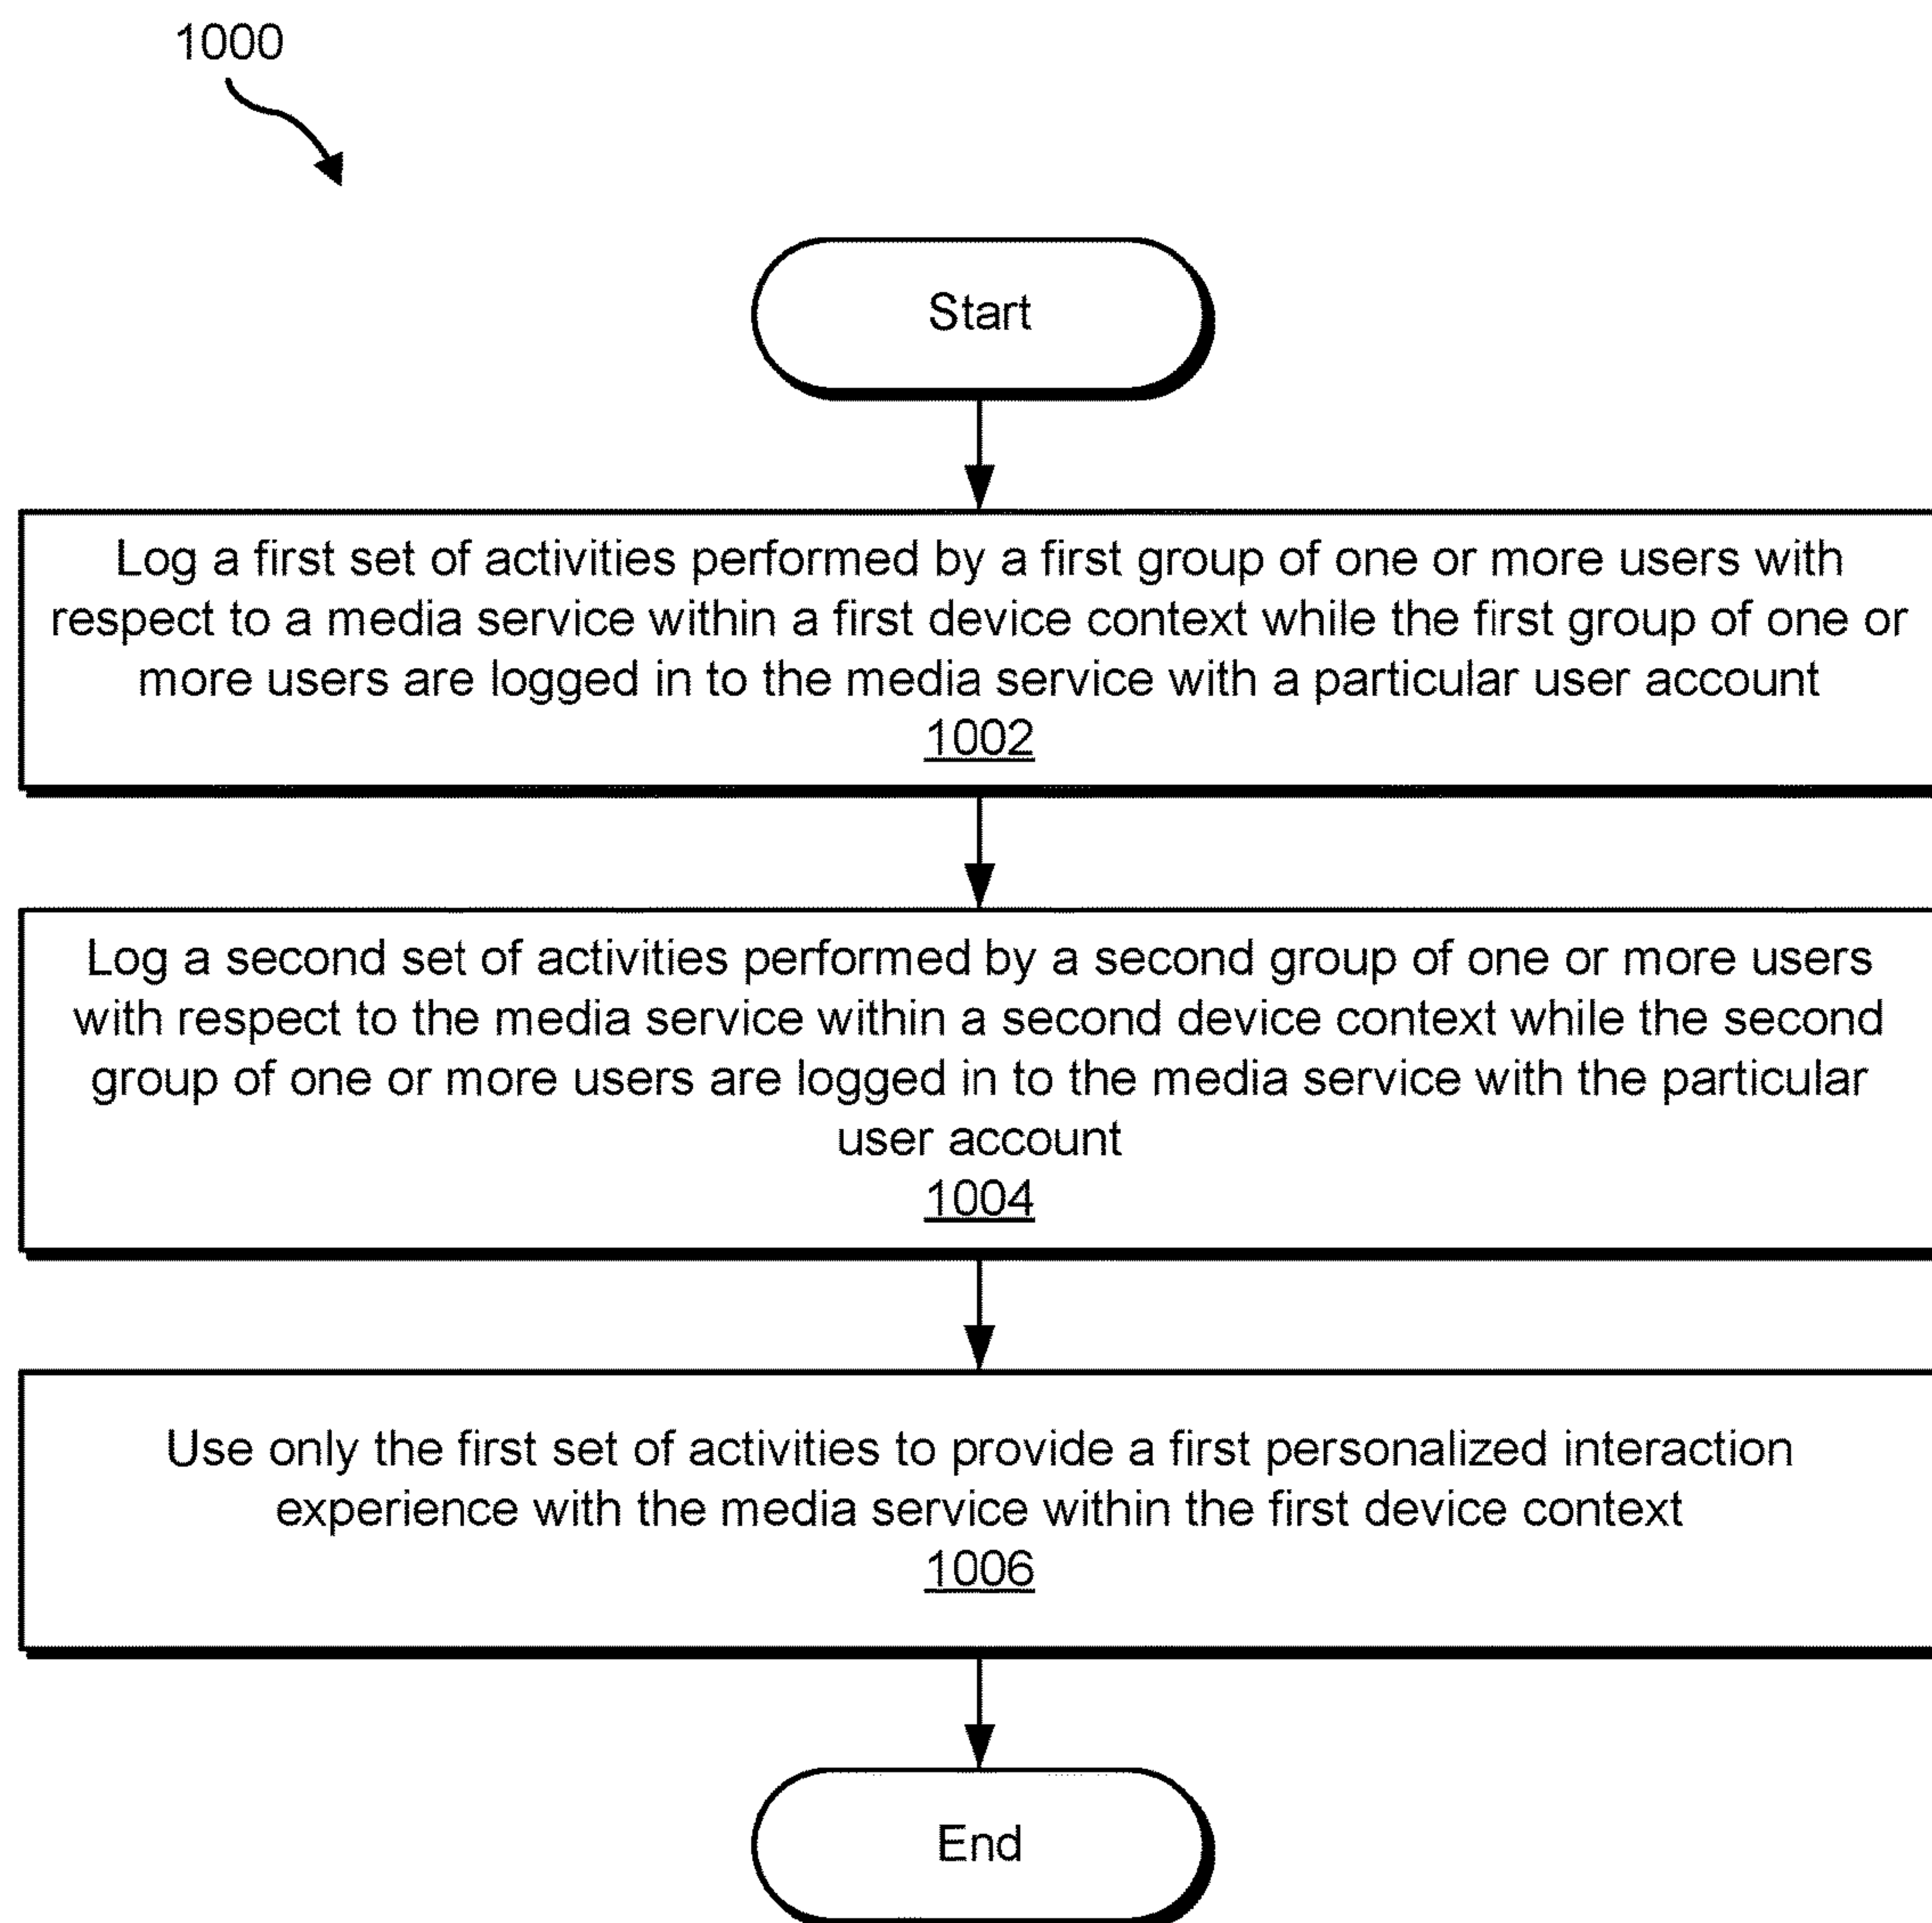 1000
Start
Log a first set of activities performed by a first group of one or more users with
respect to a media service within a first device context while the first group of one or
more users are logged in to the media service with a particular user account
1002
Log a second set of activities performed by a second group of one or more users
with respect to the media service within a second device context while the second
group of one or more users are logged in to the media service with the particular
user account
1004
Use only the first set of activities to provide a first personalized interaction
experience with the media service within the first device context
1006
End